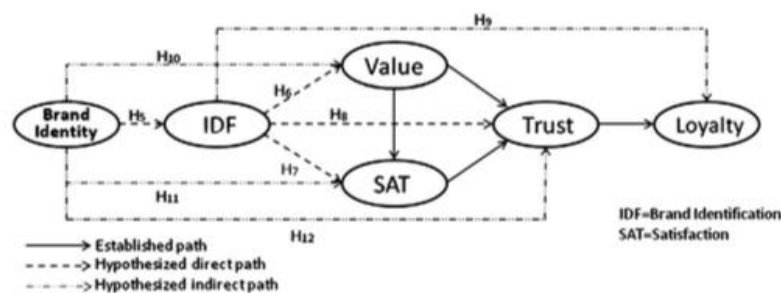 H9
H10
Value
H6
Brand
Identity
H5
IDF
H8
Trust
Loyalty
H7
SAT
H11
H12
IDF=Brand Identification
SAT=Satisfaction
Established path
Hypothesized direct path
Hypothesized indirect path